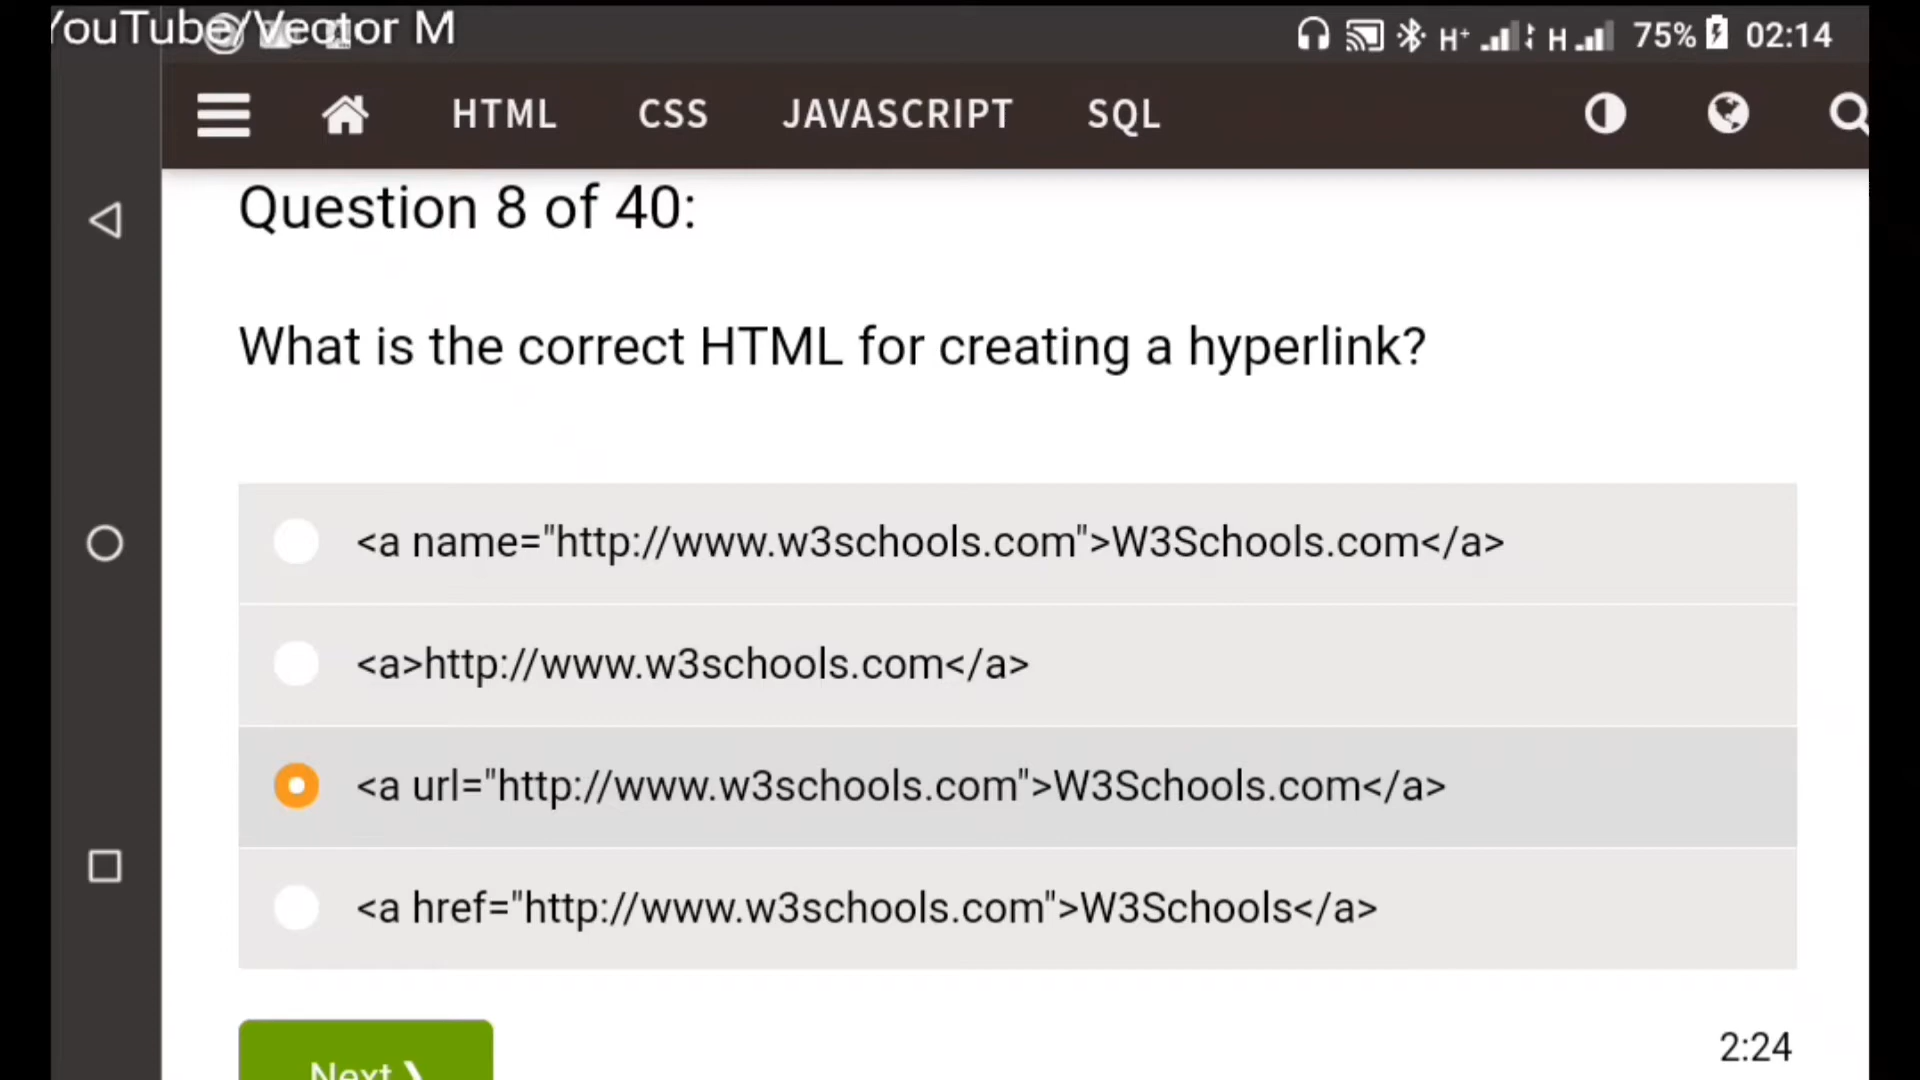 YouTube/Vector M
H+ H 75% 02:14
HTML CSS JAVASCRIPT SQL
Question 8 of 40:
What is the correct HTML for creating a hyperlink?
<a name="http://www.w3schools.com">W3Schools.com</a>
<a>http://www.w3schools.com</a>
<a url="http://www.w3schools.com">W3Schools.com</a>
<a href="http://www.w3schools.com">W3Schools</a>
Next ❯
2:24